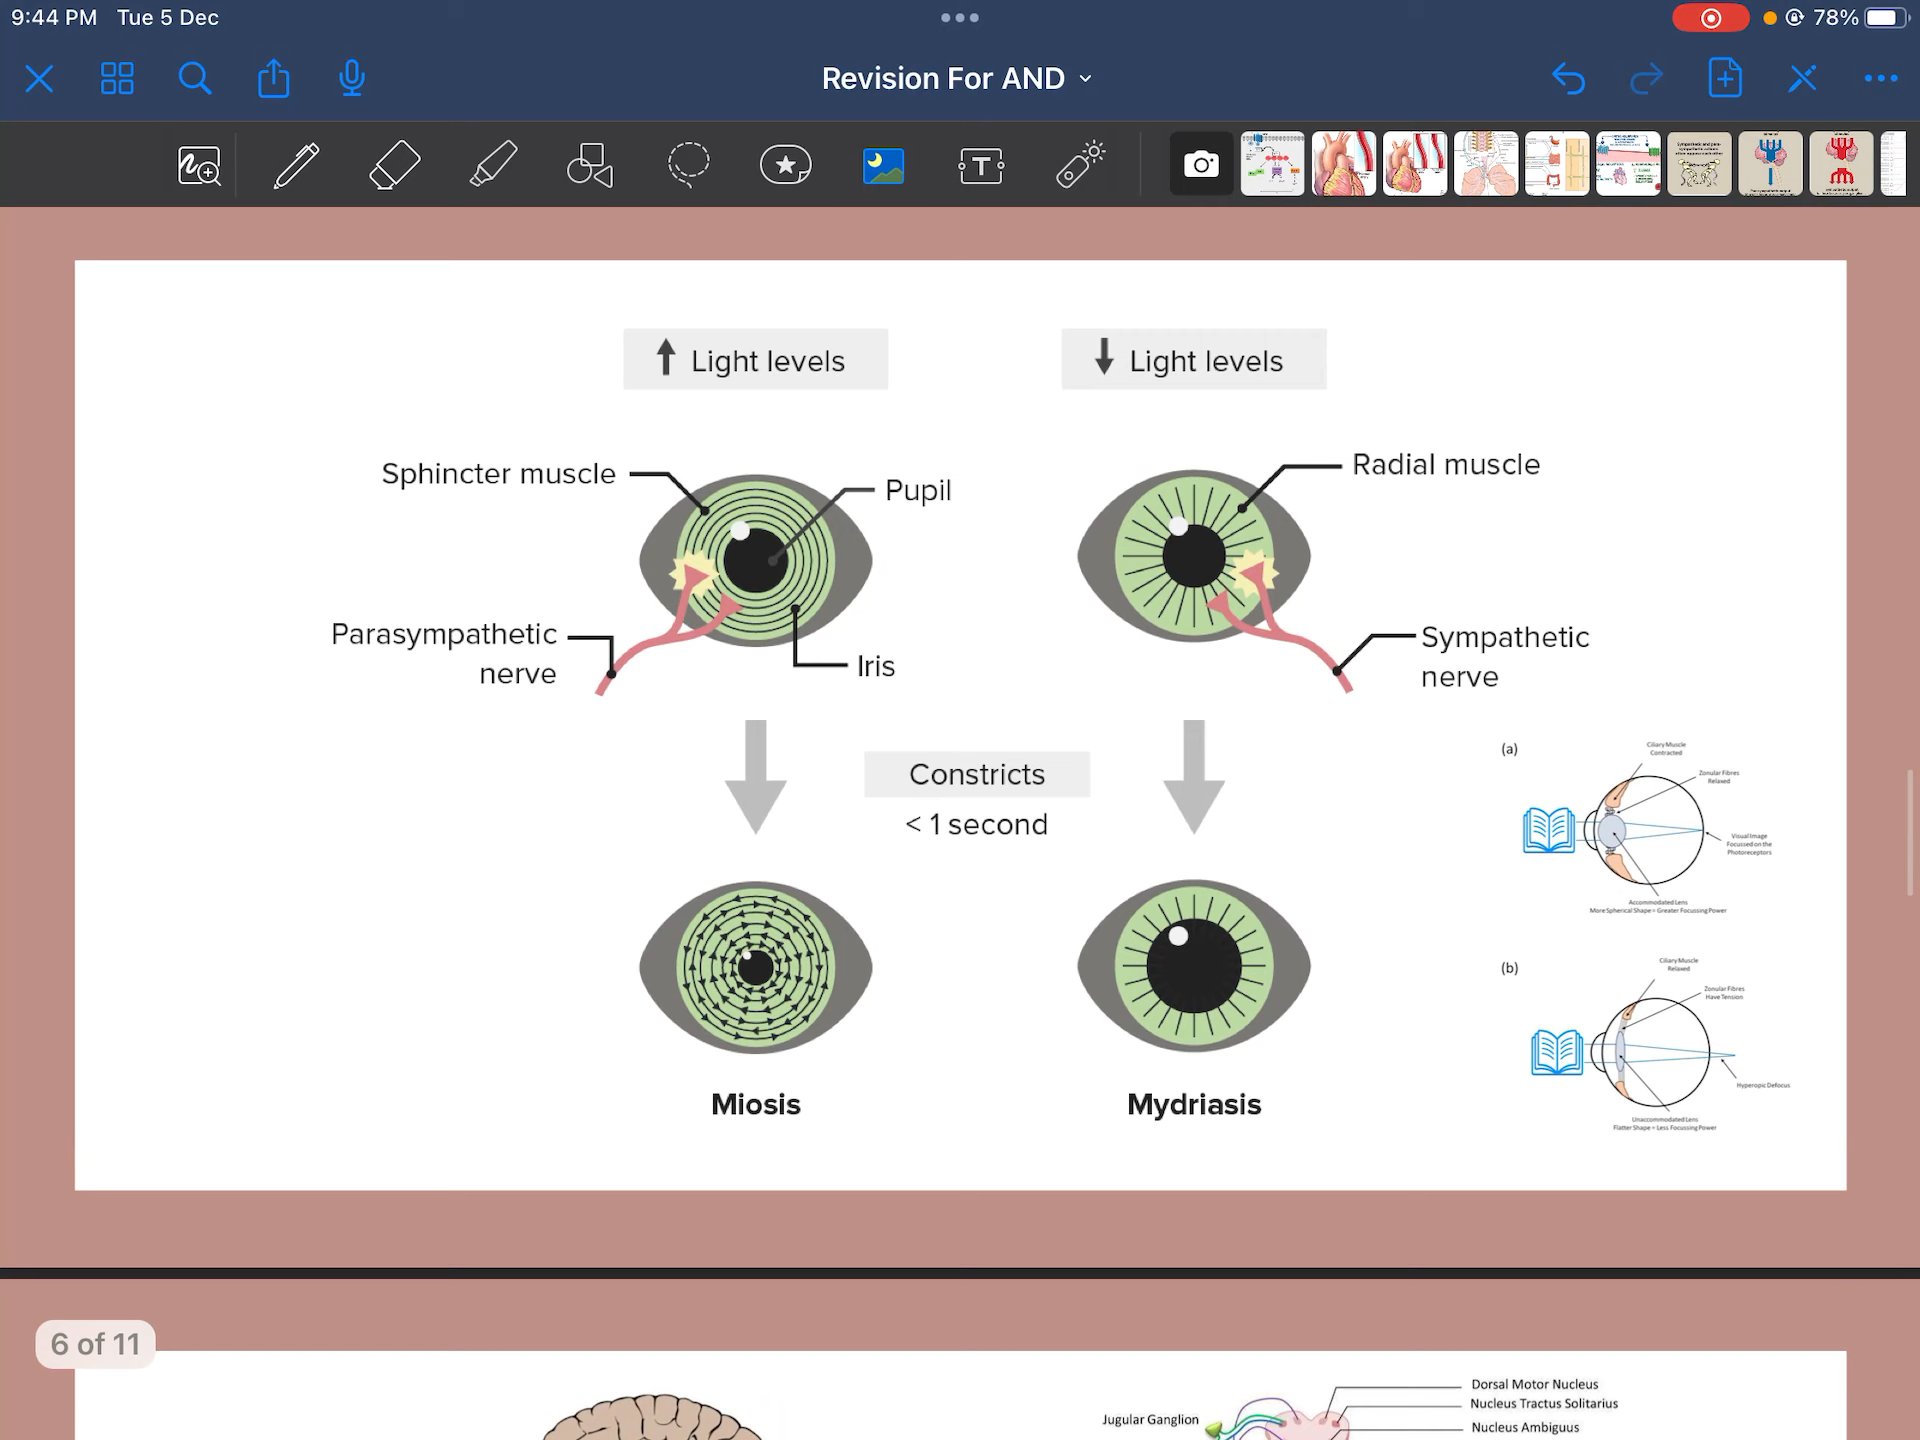 9:44 PM Tue 5 Dec
78%
Revision For AND
T
↑ Light levels
↓ Light levels
Sphincter muscle
Pupil
Radial muscle
Parasympathetic
nerve
Iris
Sympathetic
nerve
Constricts
< 1 second
Miosis
Mydriasis
(a)
Ciliary Muscle
Contracted
Zonular Fibres
Relaxed
Visual Image
Focussed on the
Photoreceptors
Accommodated Lens
More Spherical Shape = Greater Focussing Power
(b)
Ciliary Muscle
Relaxed
Zonular Fibres
Have Tension
Hyperopic Defocus
Unaccommodated Lens
Flatter Shape = Less Focussing Power
6 of 11
Jugular Ganglion
Dorsal Motor Nucleus
Nucleus Tractus Solitarius
Nucleus Ambiguus